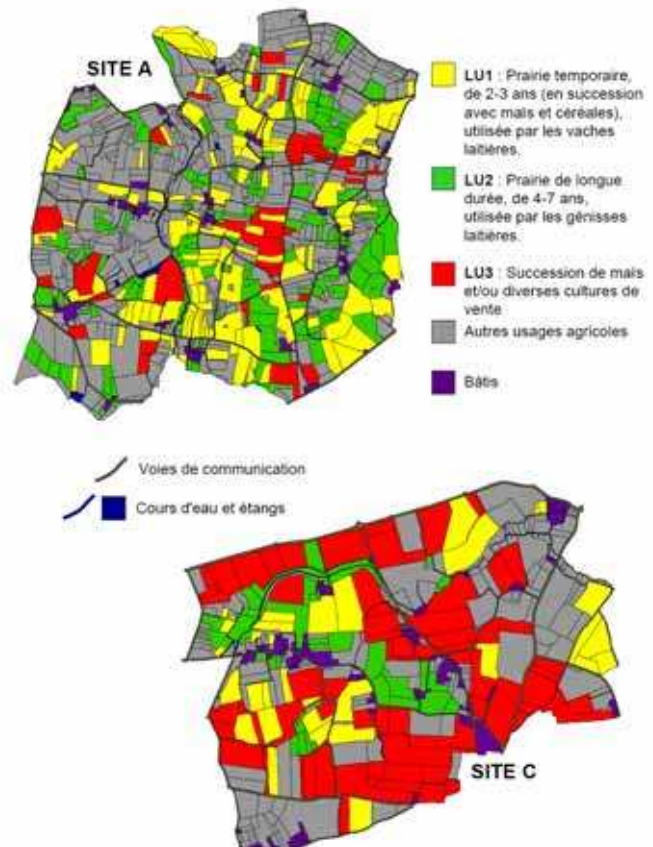 SITE A
LU1 : Prairie temporaire,
de 2-3 ans (en succession
avec maïs et céréales),
utilisée par les vaches
laitières.
LU2 : Prairie de longue
durée, de 4-7 ans,
utilisée par les génisses
laitières.
LU3 : Succession de maïs
et/ou diverses cultures de
vente
Autres usages agricoles
Bâtis
Voies de communication
Cours d'eau et étangs
SITE C